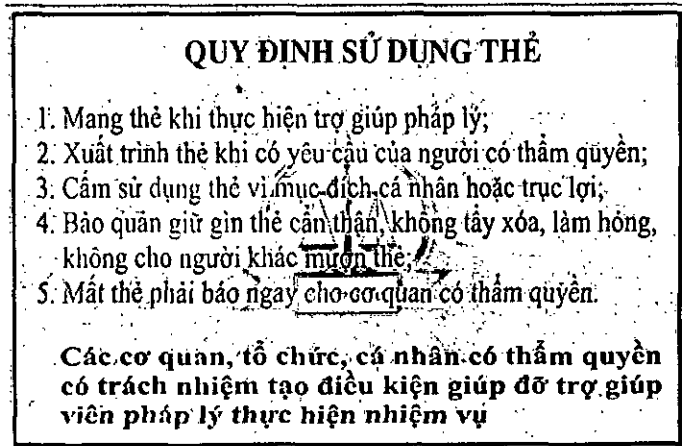 QUY ĐỊNH SỬ DỤNG THẺ
1. Mang thẻ khi thực hiện trợ giúp pháp lý;
2. Xuất trình thẻ khi có yêu cầu của người có thẩm quyền;
3. Cấm sử dụng thẻ vì mục đích cá nhân hoặc trục lợi;
4. Bảo quản giữ gìn thẻ cẩn thận, không tẩy xóa, làm hỏng,
không cho người khác mượn thẻ;
5. Mất thẻ phải báo ngay cho cơ quan có thẩm quyền.
Các cơ quan, tổ chức, cá nhân có thẩm quyền
có trách nhiệm tạo điều kiện giúp đỡ trợ giúp
viên pháp lý thực hiện nhiệm vụ